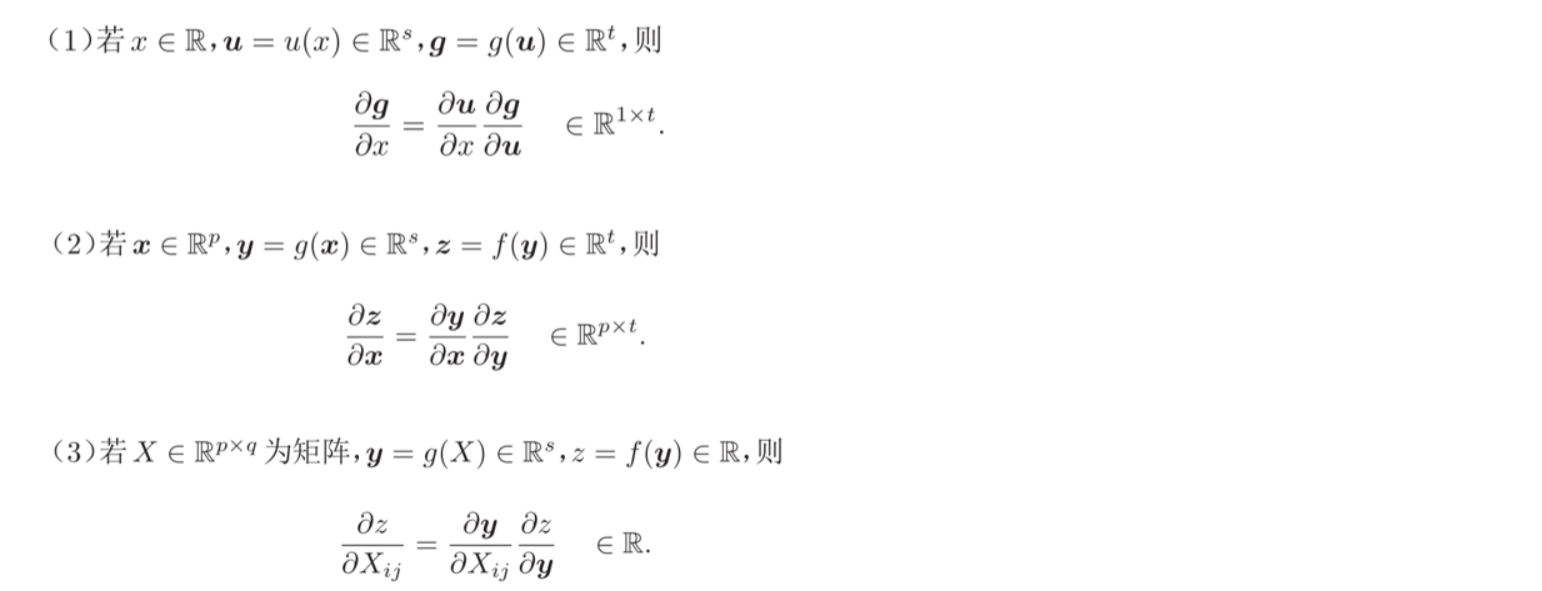 (1)若 $x \in \mathbb{R}, \boldsymbol{u} = u(x) \in \mathbb{R}^s, \boldsymbol{g} = g(\boldsymbol{u}) \in \mathbb{R}^t$,则
$\frac{\partial \boldsymbol{g}}{\partial x} = \frac{\partial \boldsymbol{u}}{\partial x} \frac{\partial \boldsymbol{g}}{\partial \boldsymbol{u}} \quad \in \mathbb{R}^{1 \times t}.$
(2)若 $\boldsymbol{x} \in \mathbb{R}^p, \boldsymbol{y} = g(\boldsymbol{x}) \in \mathbb{R}^s, \boldsymbol{z} = f(\boldsymbol{y}) \in \mathbb{R}^t$,则
$\frac{\partial \boldsymbol{z}}{\partial \boldsymbol{x}} = \frac{\partial \boldsymbol{y}}{\partial \boldsymbol{x}} \frac{\partial \boldsymbol{z}}{\partial \boldsymbol{y}} \quad \in \mathbb{R}^{p \times t}.$
(3)若 $X \in \mathbb{R}^{p \times q}$ 为矩阵,$\boldsymbol{y} = g(X) \in \mathbb{R}^s, z = f(\boldsymbol{y}) \in \mathbb{R}$,则
$\frac{\partial z}{\partial X_{ij}} = \frac{\partial \boldsymbol{y}}{\partial X_{ij}} \frac{\partial z}{\partial \boldsymbol{y}} \quad \in \mathbb{R}.$